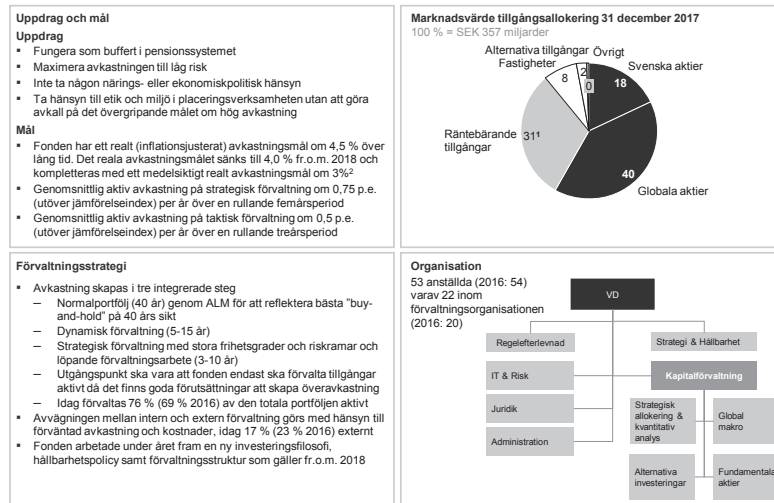 Uppdrag och mål
Uppdrag
▪ Fungera som buffert i pensionssystemet
▪ Maximera avkastningen till låg risk
▪ Inte ta någon närings- eller ekonomiskpolitisk hänsyn
▪ Ta hänsyn till etik och miljö i placeringsverksamheten utan att göra
avkall på det övergripande målet om hög avkastning
Mål
▪ Fonden har ett realt (inflationsjusterat) avkastningsmål om 4,5 % över
lång tid. Det reala avkastningsmålet sänks till 4,0 % fr.o.m. 2018 och
kompletteras med ett medelsiktigt realt avkastningsmål om 3%²
▪ Genomsnittlig aktiv avkastning på strategisk förvaltning om 0,75 p.e.
(utöver jämförelseindex) per år över en rullande femårsperiod
▪ Genomsnittlig aktiv avkastning på taktisk förvaltning om 0,5 p.e.
(utöver jämförelseindex) per år över en rullande treårsperiod
Marknadsvärde tillgångsallokering 31 december 2017
100 % = SEK 357 miljarder
Alternativa tillgångar
Övrigt
Fastigheter
Svenska aktier
8
2
0
18
Räntebärande
tillgångar
31¹
40
Globala aktier
Förvaltningsstrategi
▪ Avkastning skapas i tre integrerade steg
– Normalportfölj (40 år) genom ALM för att reflektera bästa "buy-
and-hold" på 40 års sikt
– Dynamisk förvaltning (5-15 år)
– Strategisk förvaltning med stora frihetsgrader och riskramar och
löpande förvaltningsarbete (3-10 år)
– Utgångspunkt ska vara att fonden endast ska förvalta tillgångar
aktivt då det finns goda förutsättningar att skapa överavkastning
– Idag förvaltas 76 % (69 % 2016) av den totala portföljen aktivt
▪ Avvägningen mellan intern och extern förvaltning görs med hänsyn till
förväntad avkastning och kostnader, idag 17 % (23 % 2016) externt
▪ Fonden arbetade under året fram en ny investeringsfilosofi,
hållbarhetspolicy samt förvaltningsstruktur som gäller fr.o.m. 2018
Organisation
53 anställda (2016: 54)
varav 22 inom
förvaltningsorganisationen
(2016: 20)
VD
Regelefterlevnad
Strategi & Hållbarhet
IT & Risk
Kapitalförvaltning
Juridik
Administration
Strategisk
allokering &
kvantitativ
analys
Global
makro
Alternativa
investeringar
Fundamentala
aktier